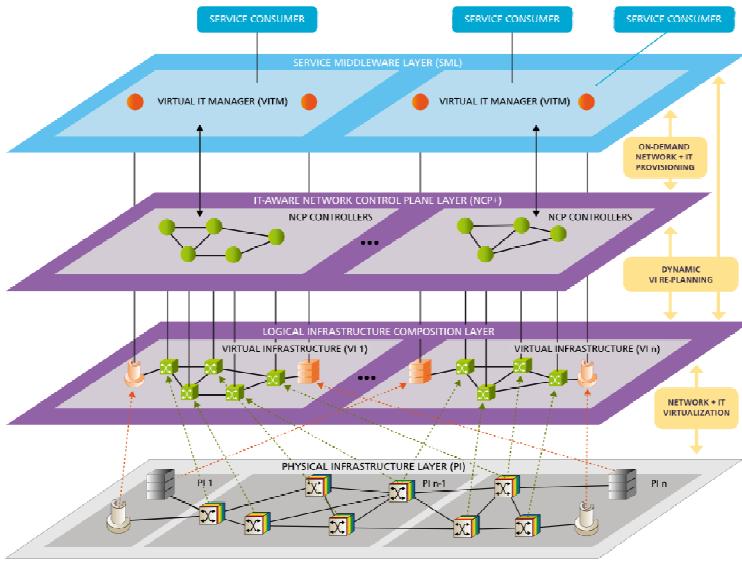 SERVICE CONSUMER
SERVICE CONSUMER
SERVICE CONSUMER
SERVICE MIDDLEWARE LAYER (SML)
VIRTUAL IT MANAGER (VITM)
VIRTUAL IT MANAGER (VITM)
ON-DEMAND
NETWORK + IT
PROVISIONING
IT-AWARE NETWORK CONTROL PLANE LAYER (NCP+)
NCP CONTROLLERS
NCP CONTROLLERS
...
DYNAMIC
VI RE-PLANNING
LOGICAL INFRASTRUCTURE COMPOSITION LAYER
VIRTUAL INFRASTRUCTURE (VI 1)
VIRTUAL INFRASTRUCTURE (VI n)
...
NETWORK + IT
VIRTUALIZATION
PHYSICAL INFRASTRUCTURE LAYER (PI)
PI 1
PI n-1
PI n